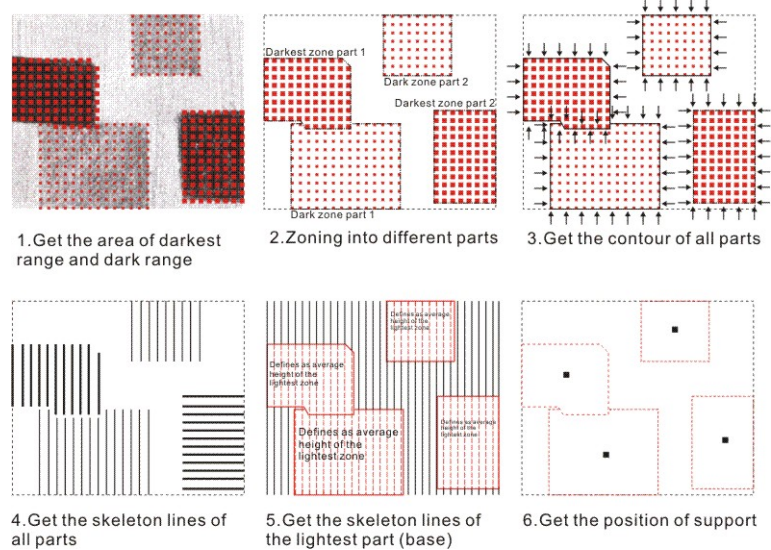 1.Get the area of darkest
range and dark range
Darkest zone part 1
Dark zone part 2
Darkest zone part 2
Dark zone part 1
2.Zoning into different parts
3.Get the contour of all parts
4.Get the skeleton lines of
all parts
Defines as average
height of the
lightest zone
Defines as average
height of the
lightest zone
Defines as average
height of the
lightest zone
Defines as average
height of the
lightest zone
5.Get the skeleton lines of
the lightest part (base)
6.Get the position of support